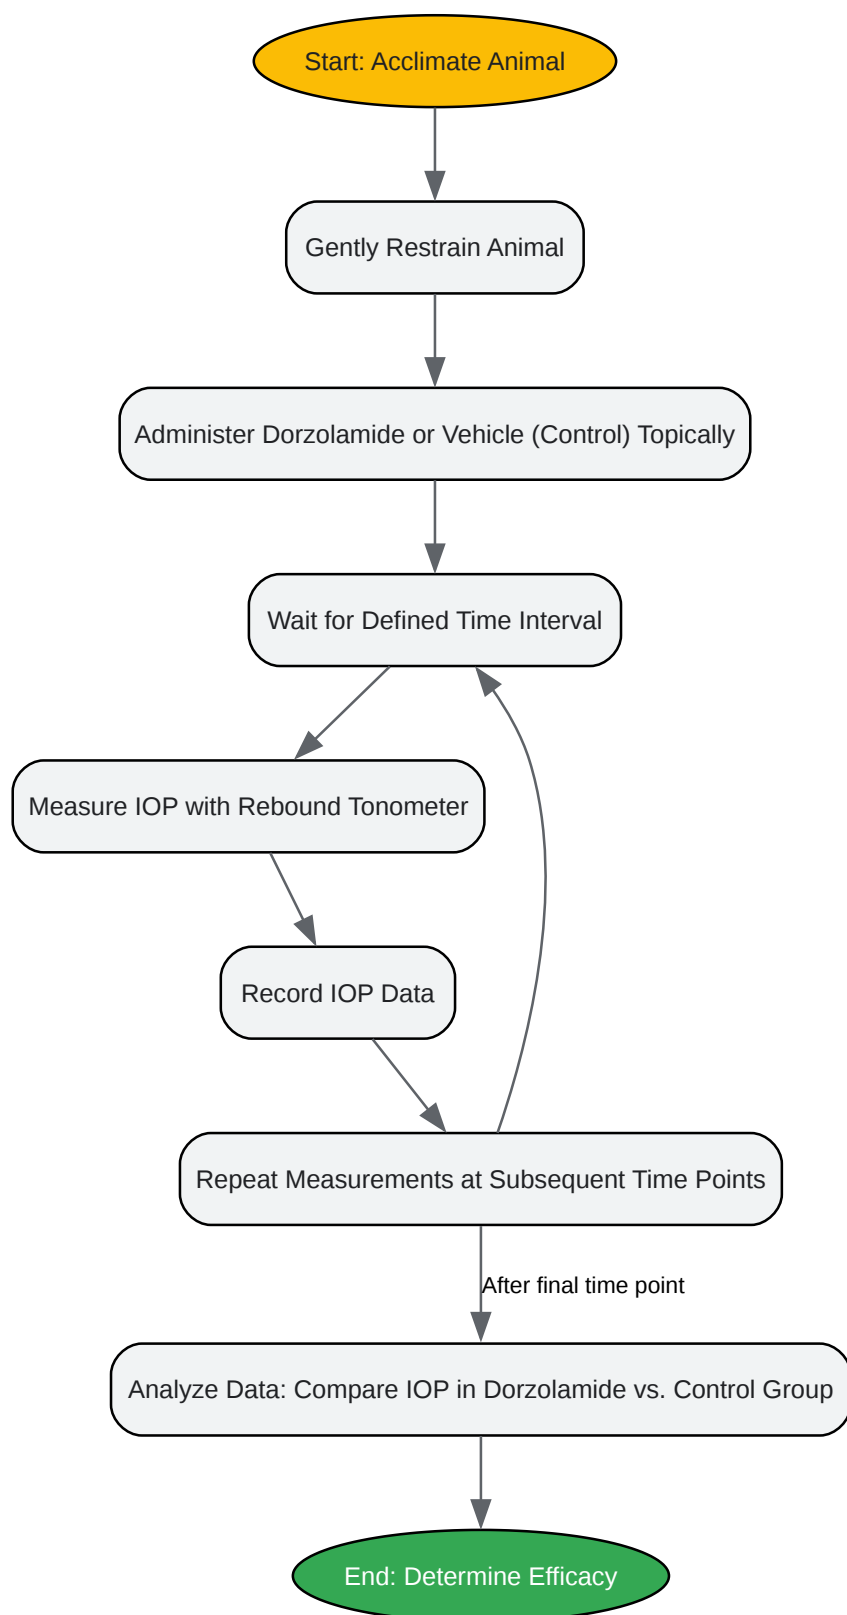 Start: Acclimate Animal
Gently Restrain Animal
Administer Dorzolamide or Vehicle (Control) Topically
Wait for Defined Time Interval
Measure IOP with Rebound Tonometer
Record IOP Data
Repeat Measurements at Subsequent Time Points
After final time point
Analyze Data: Compare IOP in Dorzolamide vs. Control Group
End: Determine Efficacy